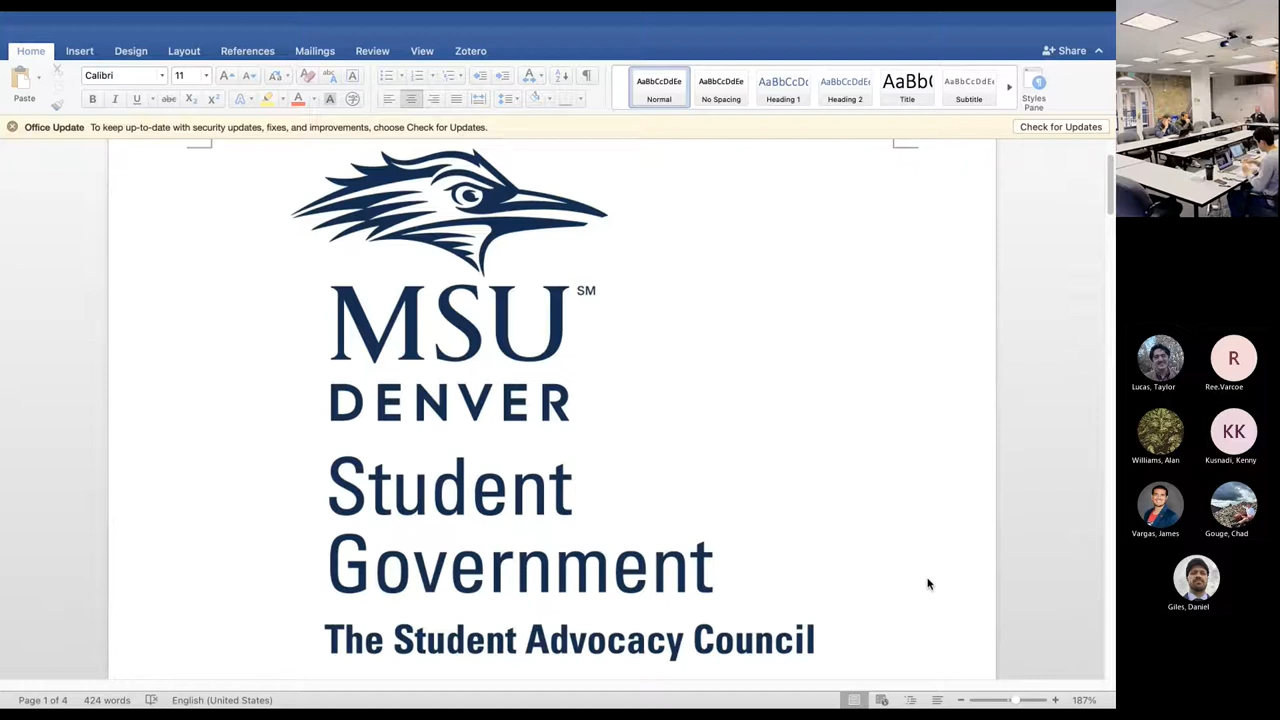 Home Insert Design Layout References Mailings Review View Zotero Share
Calibri 11
Paste
AaBbCcDdEe AaBbCcDdEe AaBbCcDc AaBbCcDdEe AaBb( AaBbCcDdEe
Normal No Spacing Heading 1 Heading 2 Title Subtitle
Styles
Pane
Office Update To keep up-to-date with security updates, fixes, and improvements, choose Check for Updates.
Check for Updates
MSU SM
DENVER
Student
Government
The Student Advocacy Council
R
Lucas, Taylor Ree.Varcoe
KK
Williams, Alan Kusnadi, Kenny
Vargas, James Gouge, Chad
Giles, Daniel
Page 1 of 4 424 words English (United States) 187%